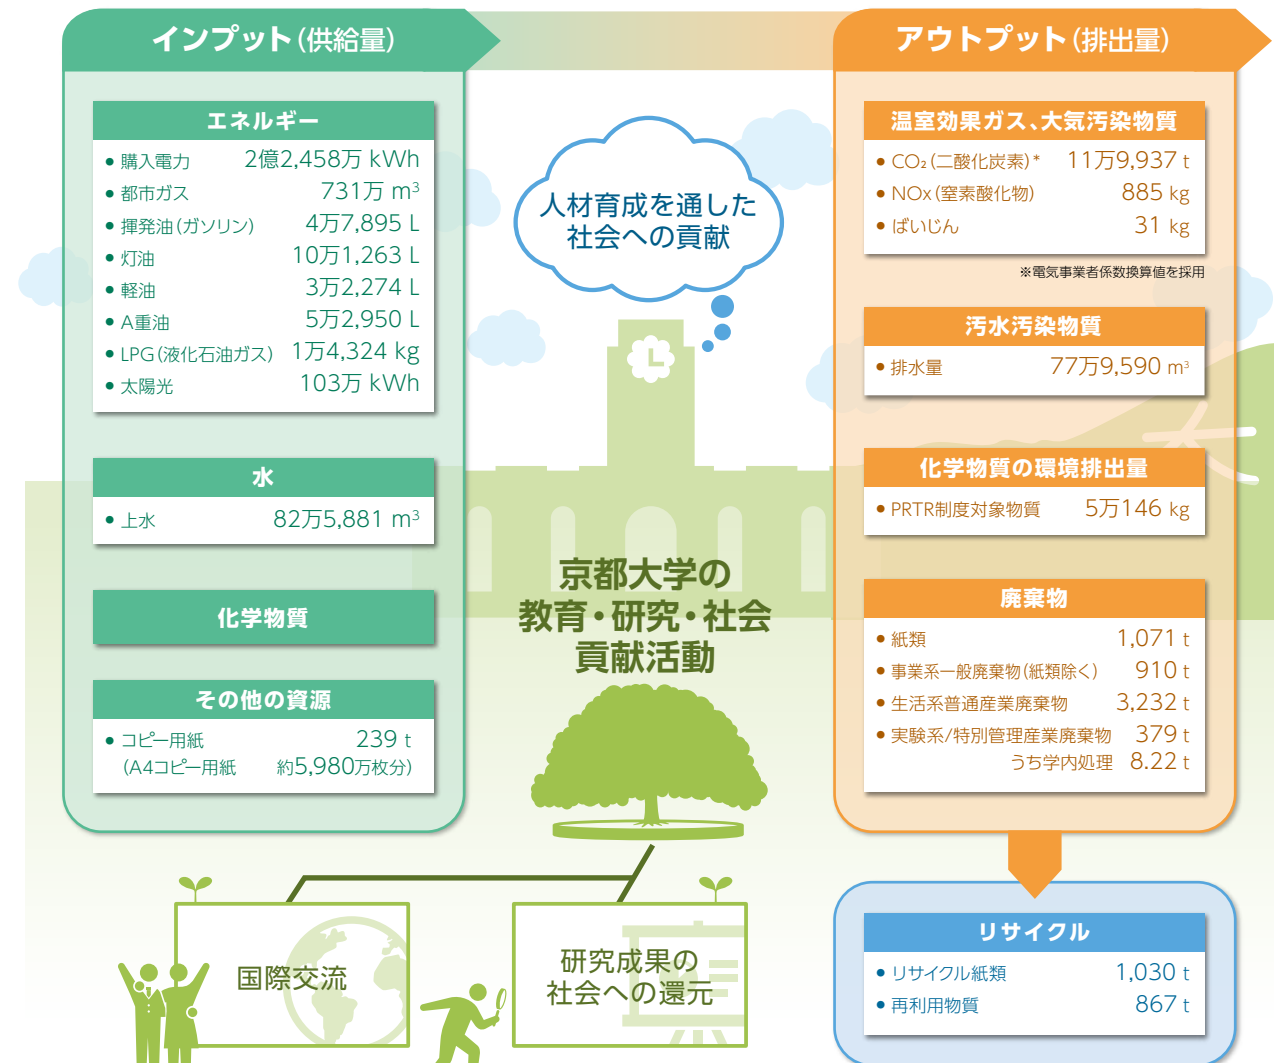 インプット(供給量)
エネルギー
• 購入電力 2億2,458万 kWh
• 都市ガス 731万 m³
• 揮発油(ガソリン) 4万7,895 L
• 灯油 10万1,263 L
• 軽油 3万2,274 L
• A重油 5万2,950 L
• LPG(液化石油ガス) 1万4,324 kg
• 太陽光 103万 kWh
水
• 上水 82万5,881 m³
化学物質
その他の資源
• コピー用紙 239 t
(A4コピー用紙 約5,980万枚分)
人材育成を通した
社会への貢献
京都大学の
教育・研究・社会
貢献活動
国際交流
研究成果の
社会への還元
アウトプット(排出量)
温室効果ガス、大気汚染物質
• CO₂(二酸化炭素)* 11万9,937 t
• NOx(窒素酸化物) 885 kg
• ばいじん 31 kg
※電気事業者係数換算値を採用
汚水汚染物質
• 排水量 77万9,590 m³
化学物質の環境排出量
• PRTR制度対象物質 5万146 kg
廃棄物
• 紙類 1,071 t
• 事業系一般廃棄物(紙類除く) 910 t
• 生活系普通産業廃棄物 3,232 t
• 実験系/特別管理産業廃棄物 379 t
うち学内処理 8.22 t
リサイクル
• リサイクル紙類 1,030 t
• 再利用物質 867 t